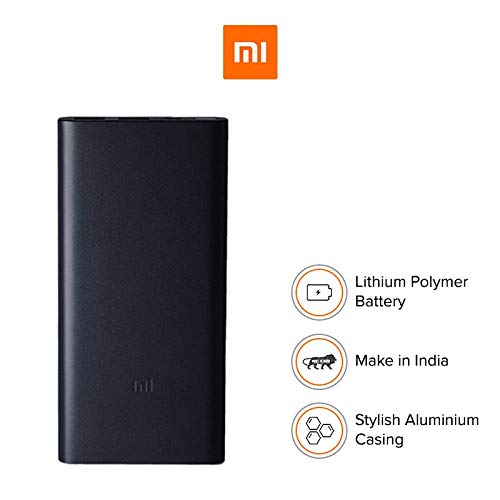 mi
mi
Lithium Polymer
Battery
Make in India
Stylish Aluminium
Casing